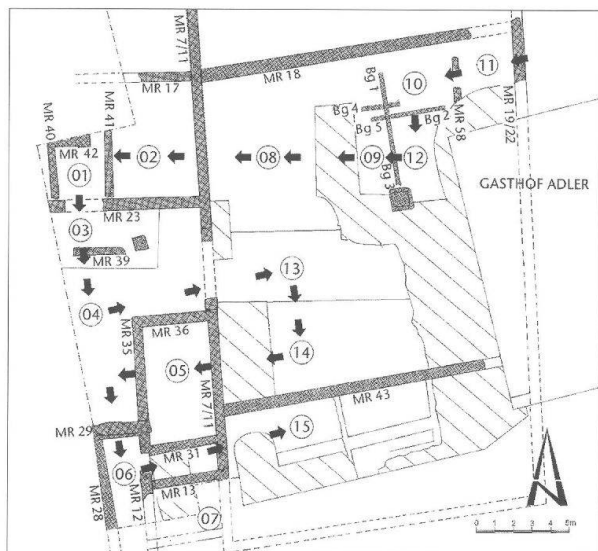 MR 7/11
MR 17
MR 18
11
10
Bg 1
Bg 4
Bg 5
Bg 2
MR 58
MR 19/22
MR 40
MR 41
MR 42
01
02
08
09
12
Bg 3
GASTHOF ADLER
MR 23
03
MR 39
13
04
MR 35
MR 36
05
14
MR 7/11
MR 43
MR 29
15
MR 31
06
MR 12
MR 13
MR 28
07
N
0 1 2 3 4 5m